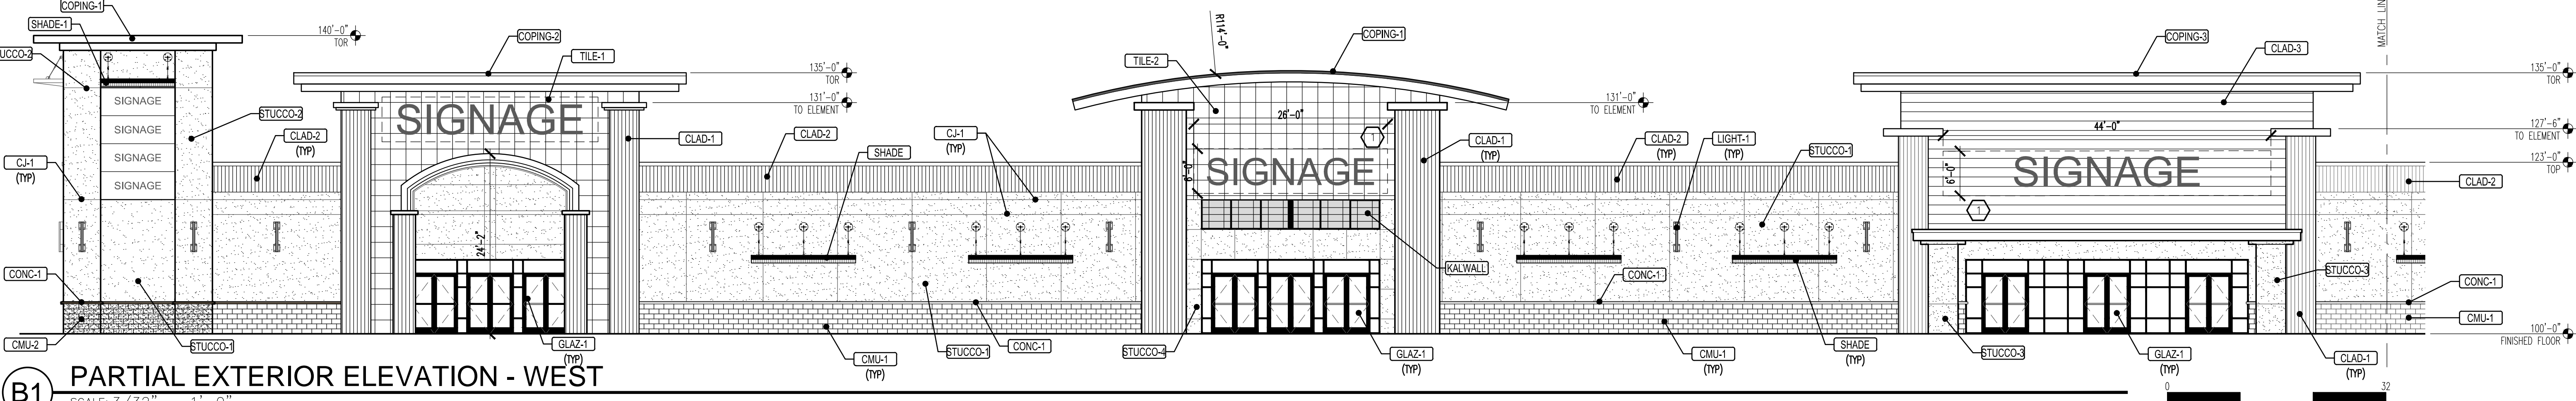 COPING-1
SHADE-1
140'-0"
TOR
COPING-2
R114'-0"
COPING-1
COPING-3
MATCH LIN
CLAD-3
UCCO-2
TILE-1
TILE-2
135'-0"
TOR
135'-0"
TOR
SIGNAGE
SIGNAGE
SIGNAGE
SIGNAGE
STUCCO-2
CLAD-2
(TYP)
SIGNAGE
131'-0"
TO ELEMENT
CLAD-1
CLAD-2
CJ-1
(TYP)
SHADE
26'-0"
1
6'-0"
SIGNAGE
131'-0"
TO ELEMENT
CLAD-1
(TYP)
CLAD-2
(TYP)
LIGHT-1
(TYP)
STUCCO-1
44'-0"
6'-0"
SIGNAGE
1
127'-6"
TO ELEMENT
123'-0"
TOP
CLAD-2
CJ-1
(TYP)
24'-2"
KALWALL
CONC-1
CONC-1
STUCCO-3
CONC-1
CMU-1
CMU-2
STUCCO-1
GLAZ-1
(TYP)
CMU-1
(TYP)
STUCCO-1
CONC-1
STUCCO-4
GLAZ-1
(TYP)
CMU-1
(TYP)
SHADE
(TYP)
STUCCO-3
GLAZ-1
(TYP)
CLAD-1
(TYP)
100'-0"
FINISHED FLOOR
B1
PARTIAL EXTERIOR ELEVATION - WEST
0
32